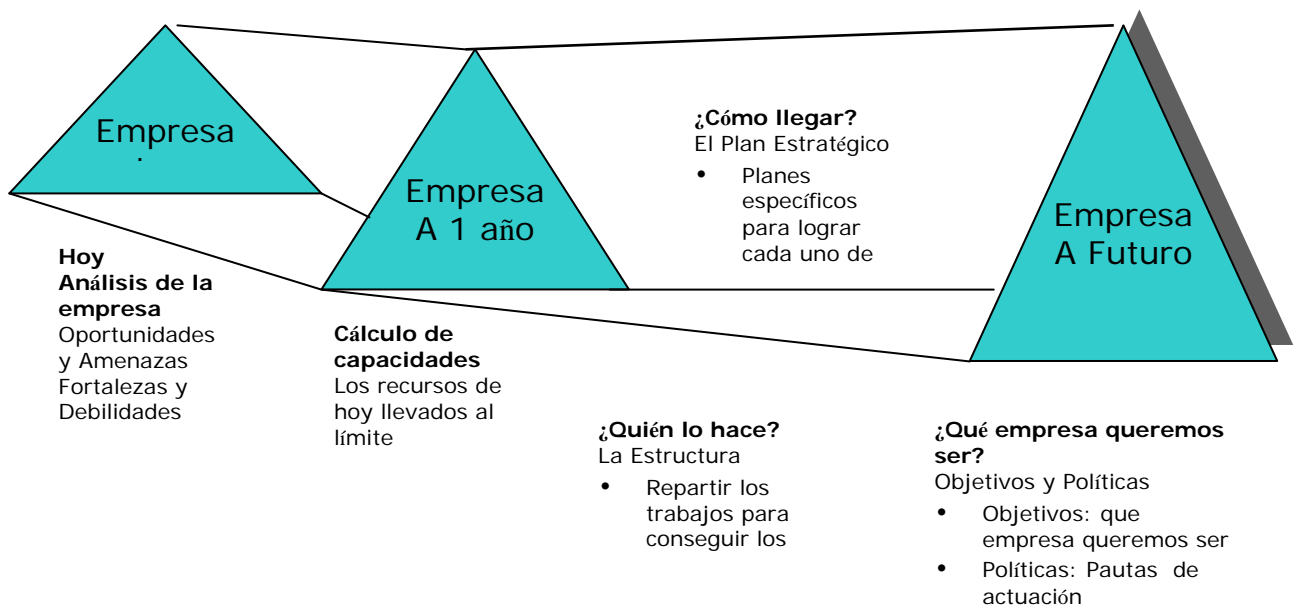 Empresa
Hoy
Análisis de la
empresa
Oportunidades
y Amenazas
Fortalezas y
Debilidades
Empresa
A 1 año
Cálculo de
capacidades
Los recursos de
hoy llevados al
límite
¿Cómo llegar?
El Plan Estratégico
• Planes
específicos
para lograr
cada uno de
¿Quién lo hace?
La Estructura
• Repartir los
trabajos para
conseguir los
Empresa
A Futuro
¿Qué empresa queremos
ser?
Objetivos y Políticas
• Objetivos: que
empresa queremos ser
• Políticas: Pautas de
actuación